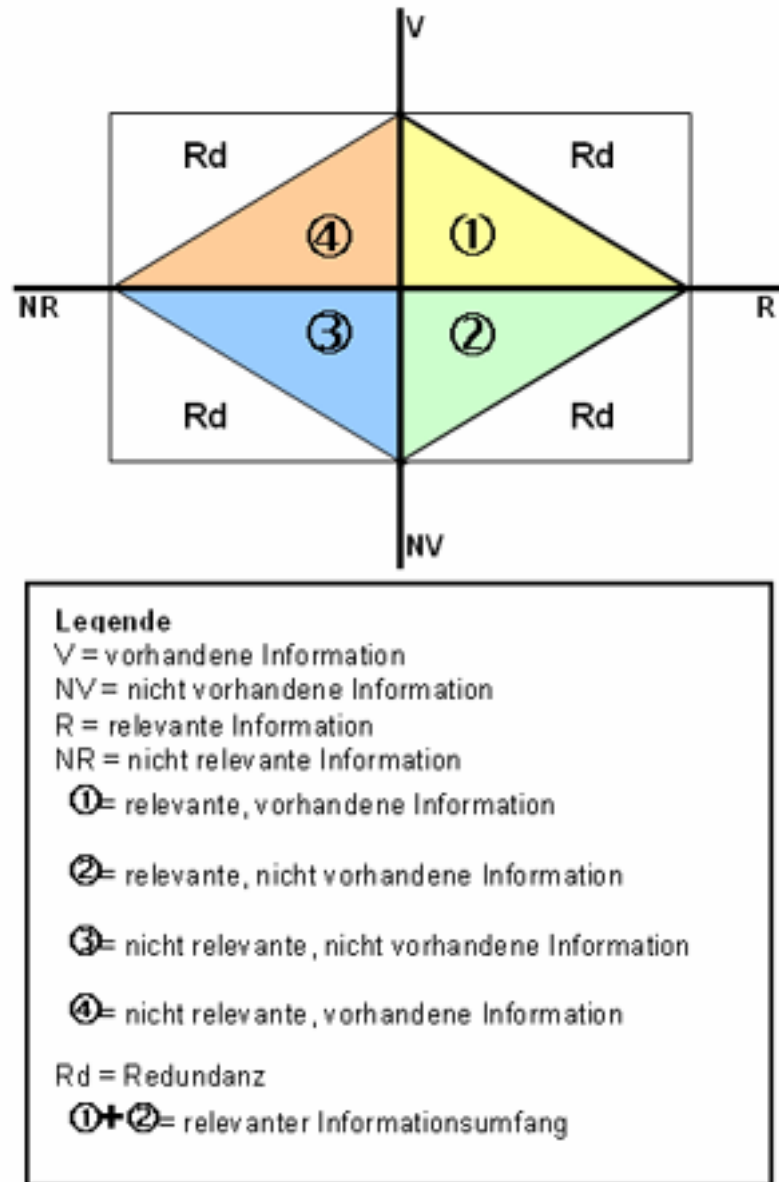 V
Rd Rd
④ ①
NR R
③ ②
Rd Rd
NV
Legende
V = vorhandene Information
NV = nicht vorhandene Information
R = relevante Information
NR = nicht relevante Information
①= relevante, vorhandene Information
②= relevante, nicht vorhandene Information
③= nicht relevante, nicht vorhandene Information
④= nicht relevante, vorhandene Information
Rd = Redundanz
①+②= relevanter Informationsumfang